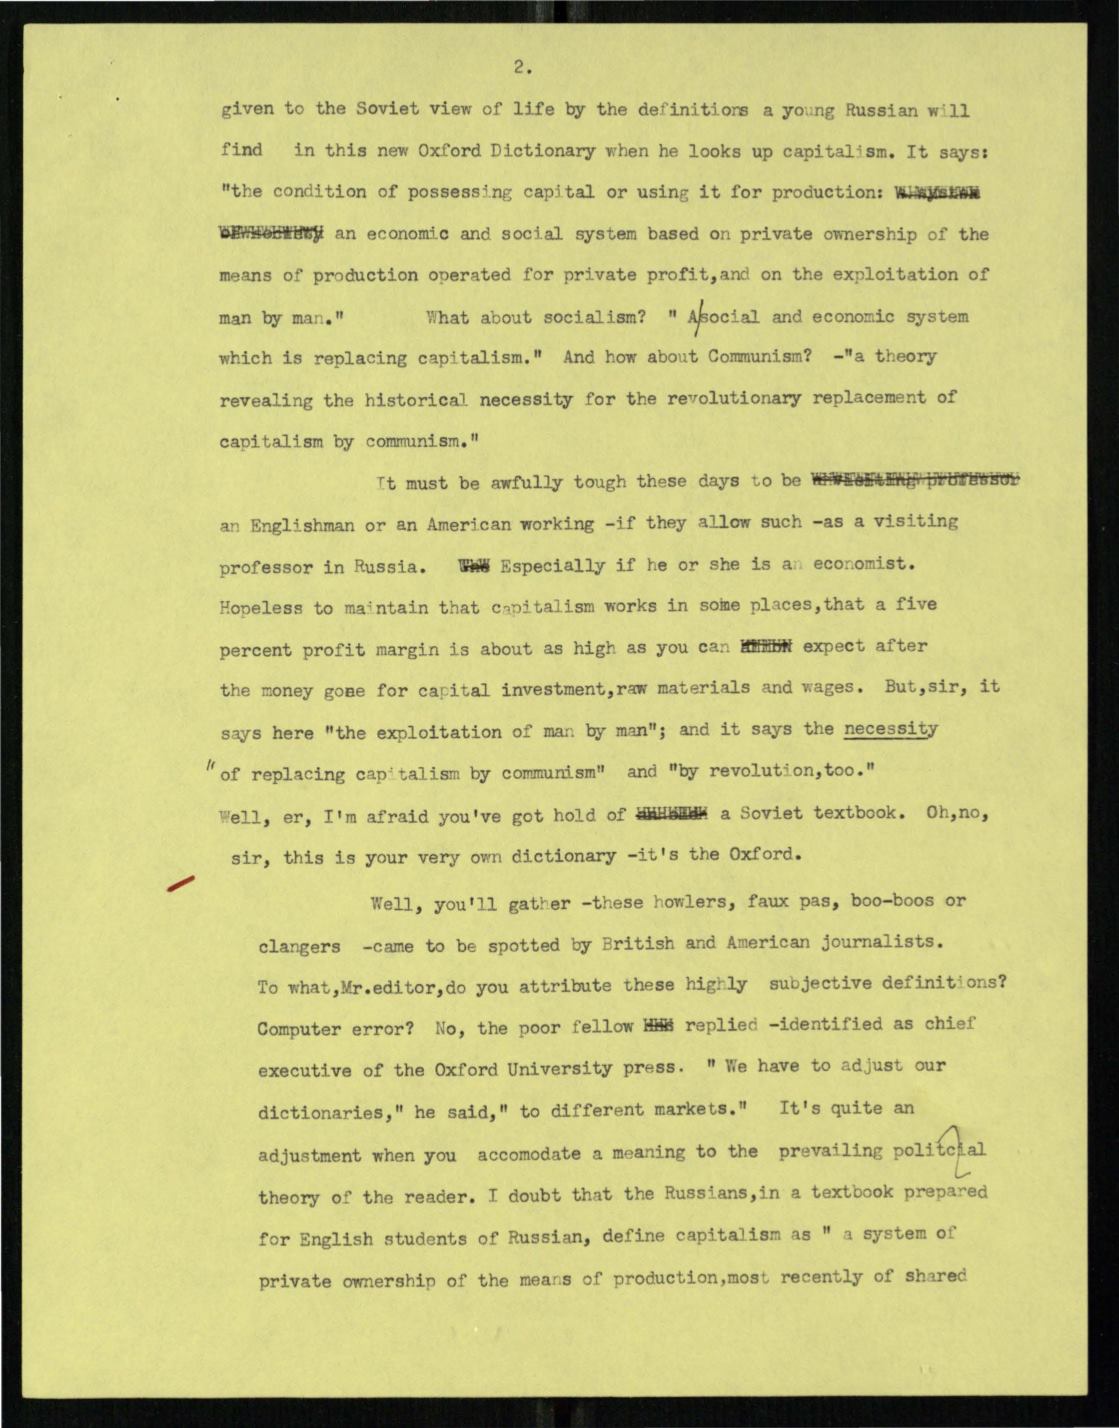 2.
given to the Soviet view of life by the definitions a young Russian will
find in this new Oxford Dictionary when he looks up capitalism. It says:
"the condition of possessing capital or using it for production:
an economic and social system based on private ownership of the
means of production operated for private profit,and on the exploitation of
man by man." What about socialism? " A/social and economic system
which is replacing capitalism." And how about Communism? -"a theory
revealing the historical necessity for the revolutionary replacement of
capitalism by communism."
It must be awfully tough these days to be a visiting professor
an Englishman or an American working -if they allow such -as a visiting
professor in Russia. Especially if he or she is an economist.
Hopeless to maintain that capitalism works in some places,that a five
percent profit margin is about as high as you can expect after
the money gone for capital investment,raw materials and wages. But,sir, it
says here "the exploitation of man by man"; and it says the necessity
"of replacing capitalism by communism" and "by revolution,too."
Well, er, I'm afraid you've got hold of a Soviet textbook. Oh,no,
sir, this is your very own dictionary -it's the Oxford.
Well, you'll gather -these howlers, faux pas, boo-boos or
clangers -came to be spotted by British and American journalists.
To what,Mr.editor,do you attribute these highly subjective definitions?
Computer error? No, the poor fellow replied -identified as chief
executive of the Oxford University press. " We have to adjust our
dictionaries," he said," to different markets." It's quite an
adjustment when you accomodate a meaning to the prevailing politcial
theory of the reader. I doubt that the Russians,in a textbook prepared
for English students of Russian, define capitalism as " a system of
private ownership of the means of production,most recently of shared